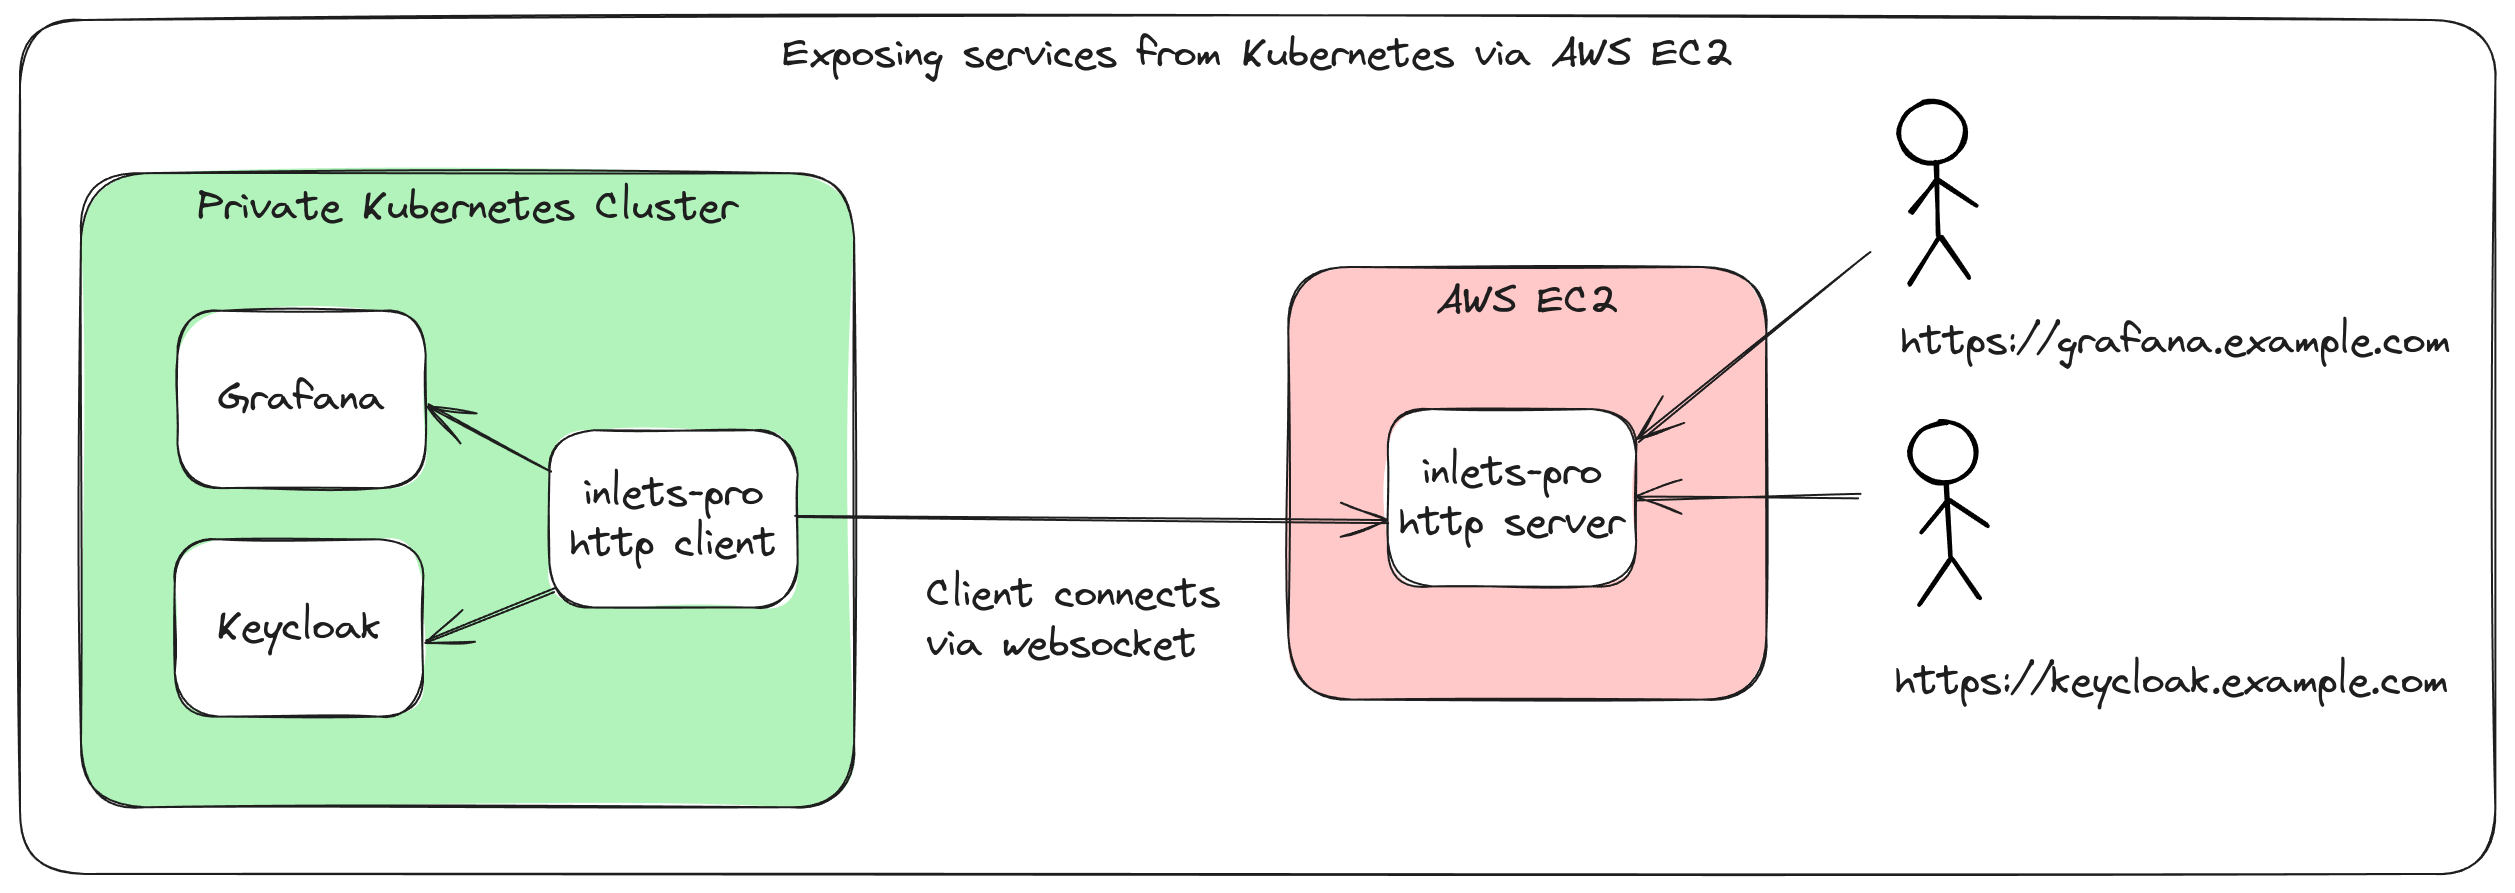 Exposing services from Kubernetes via AWS EC2
Private Kubernetes Cluster
Grafana
Keycloak
inlets-pro
http client
Client connects
via websocket
AWS EC2
inlets-pro
http server
https://grafana.example.com
https://keycloak.example.com